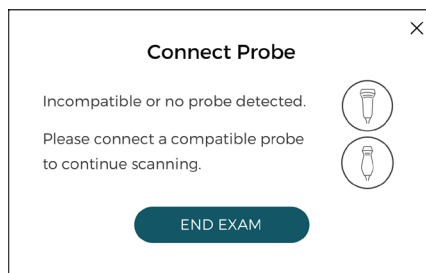 Connect Probe
Incompatible or no probe detected.
Please connect a compatible probe
to continue scanning.
END EXAM